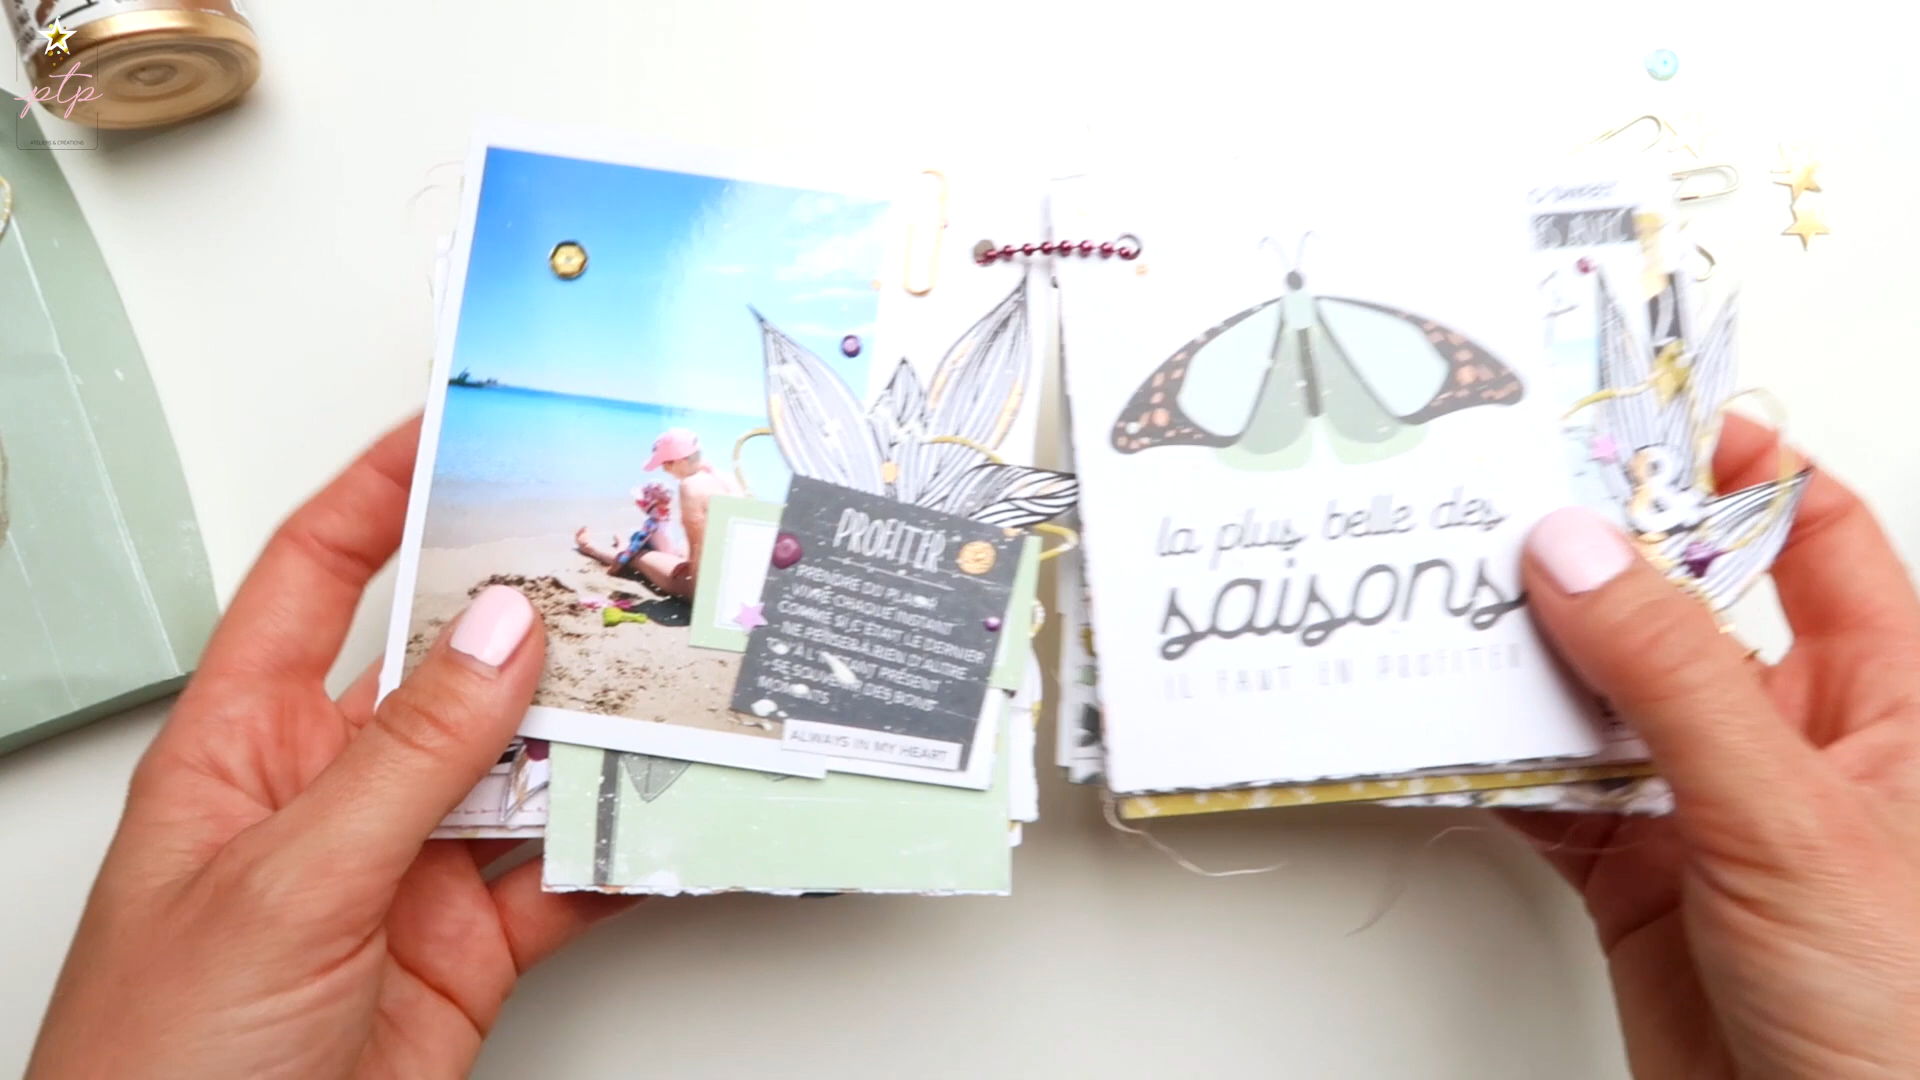 ptp
ATELIERS & CRÉATIONS
PROFITER
PRENDRE DU PLAISIR
VIVRE CHAQUE INSTANT
COMME SI C'ÉTAIT LE DERNIER
NE PENSER À RIEN D'AUTRE
QU'À L'INSTANT PRÉSENT
SE SOUVENIR DES BONS
MOMENTS
ALWAYS IN MY HEART
la plus belle des
saisons
IL FAUT EN PROFITER
&